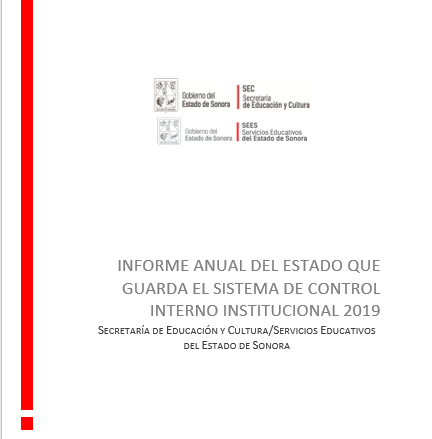 Gobierno del
Estado de Sonora
SEC
Secretaría
de Educación y Cultura
Gobierno del
Estado de Sonora
SEES
Servicios Educativos
del Estado de Sonora
INFORME ANUAL DEL ESTADO QUE
GUARDA EL SISTEMA DE CONTROL
INTERNO INSTITUCIONAL 2019
SECRETARÍA DE EDUCACIÓN Y CULTURA/SERVICIOS EDUCATIVOS
DEL ESTADO DE SONORA